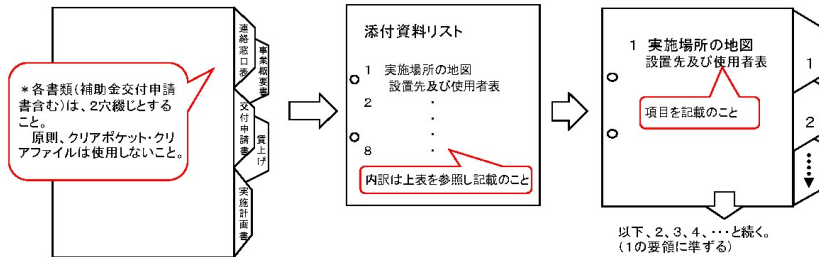 連絡窓口表
事業概要書
交付申請書
賃上げ
実施計画書
*各書類(補助金交付申請
書含む)は、2穴綴じとする
こと。
原則、クリアポケット・クリ
アファイルは使用しないこと。
添付資料リスト
1 実施場所の地図
設置先及び使用者表
2 ・
・
・
8 ・
内訳は上表を参照し記載のこと
1 実施場所の地図
設置先及び使用者表
項目を記載のこと
1
2
以下、2、3、4、・・・と続く。
(1の要領に準ずる)